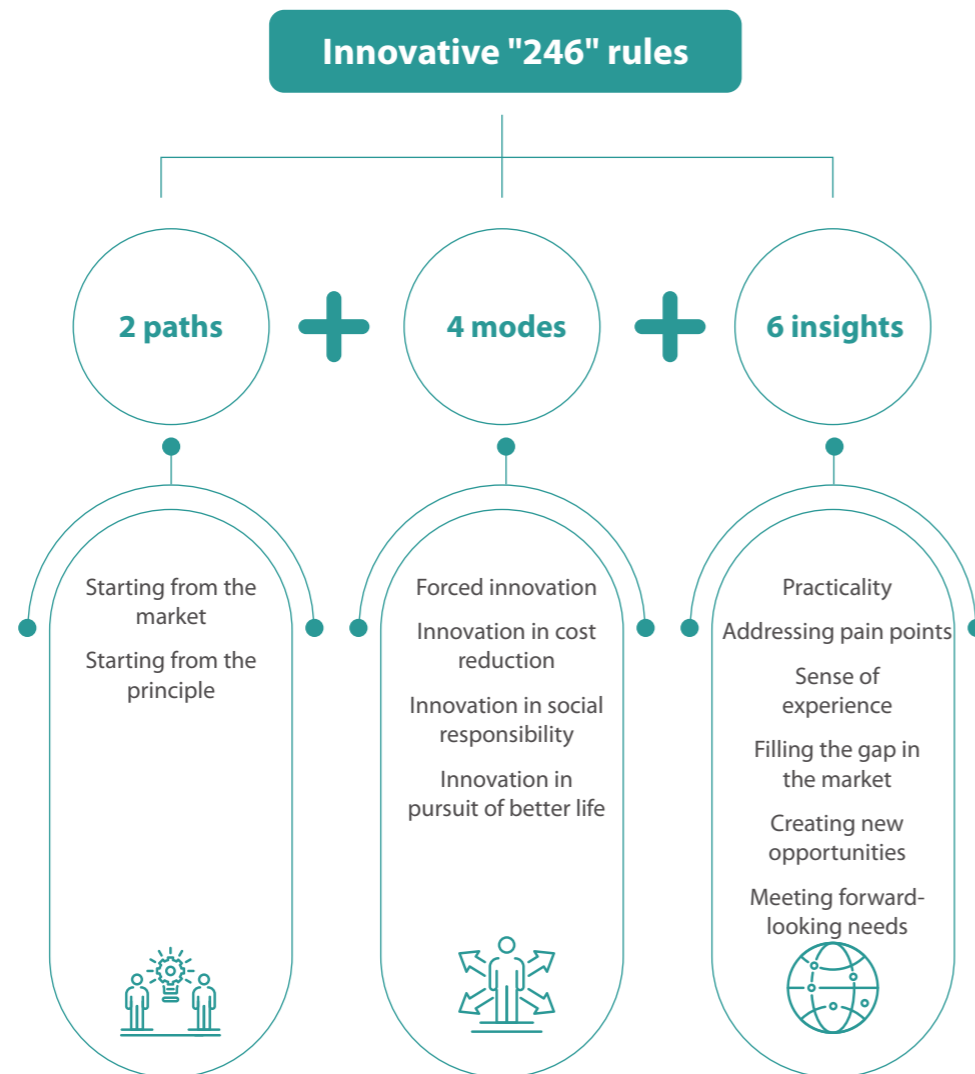 Innovative "246" rules
2 paths
4 modes
6 insights
Starting from the
market
Starting from the
principle
Forced innovation
Innovation in cost
reduction
Innovation in social
responsibility
Innovation in
pursuit of better life
Practicality
Addressing pain points
Sense of
experience
Filling the gap in
the market
Creating new
opportunities
Meeting forward-
looking needs